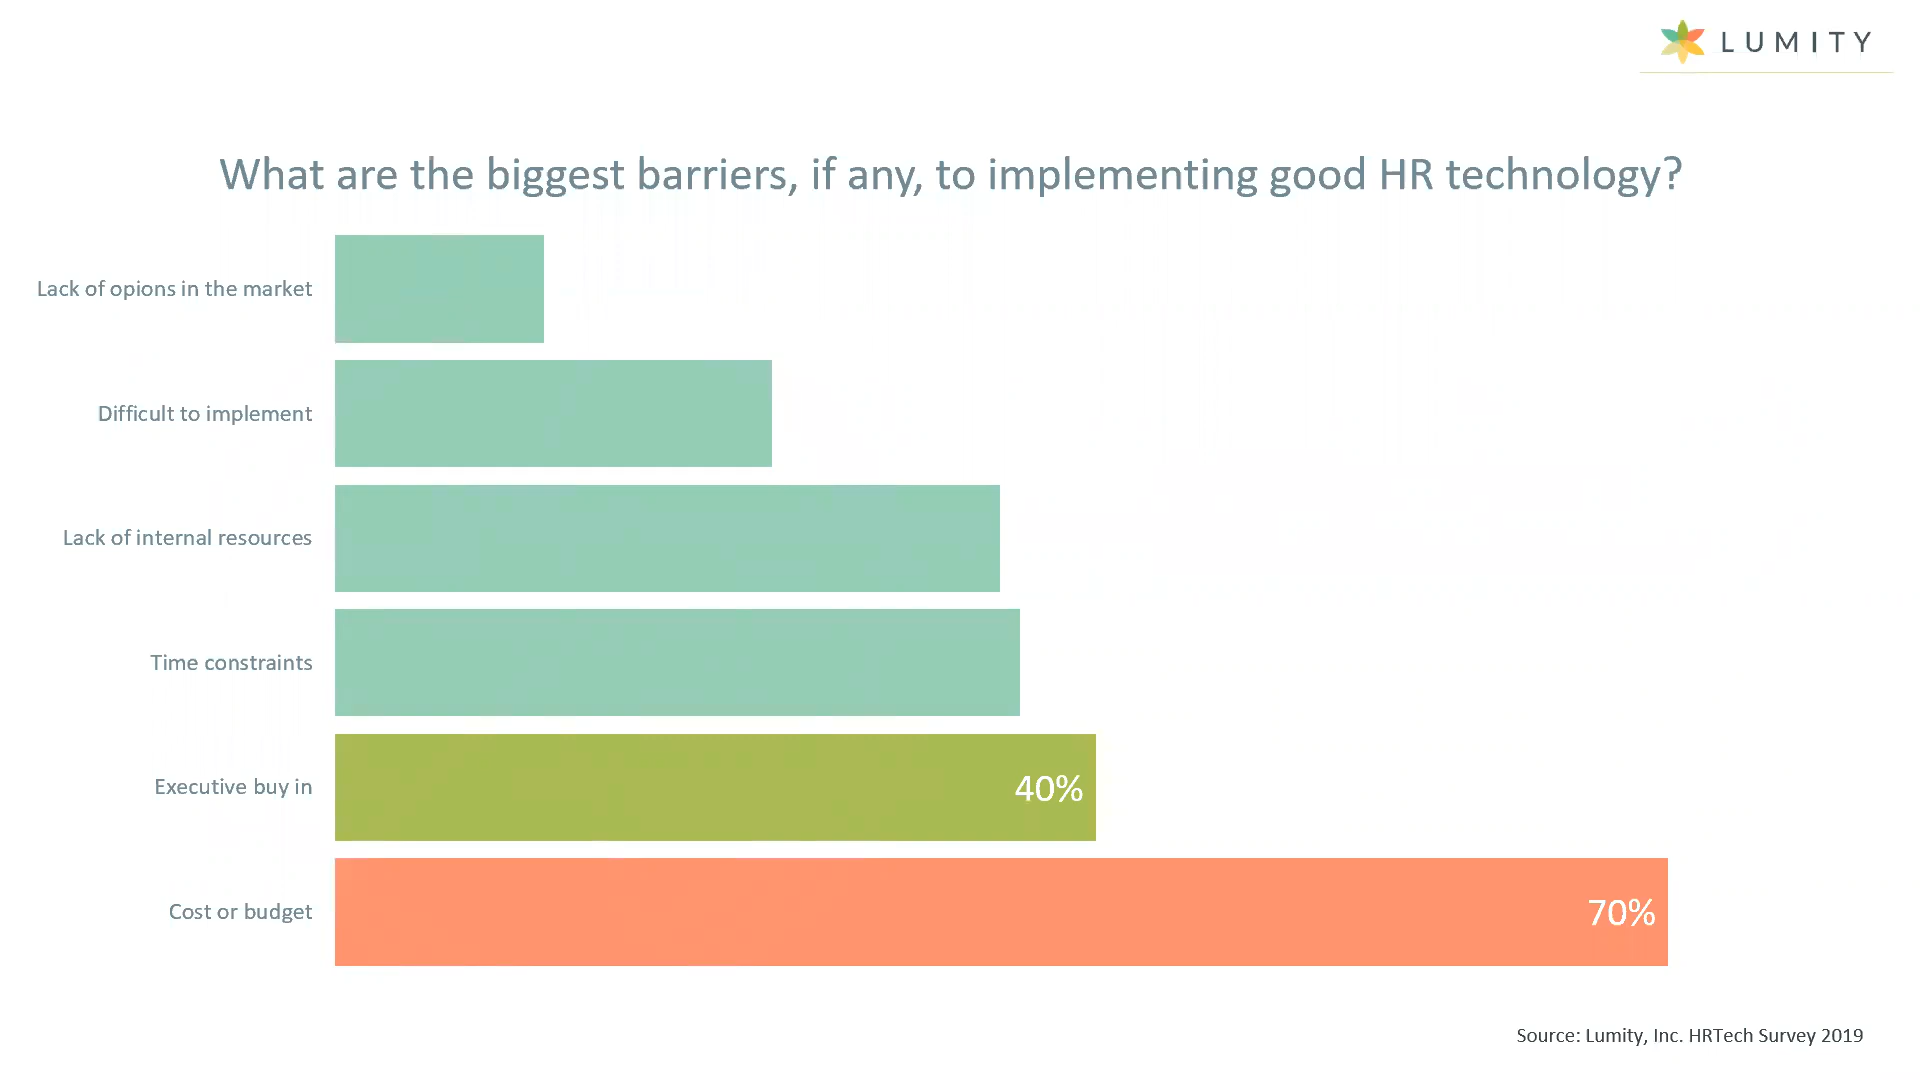 LUMITY
What are the biggest barriers, if any, to implementing good HR technology?
Lack of opions in the market
Difficult to implement
Lack of internal resources
Time constraints
Executive buy in
40%
Cost or budget
70%
Source: Lumity, Inc. HRTech Survey 2019